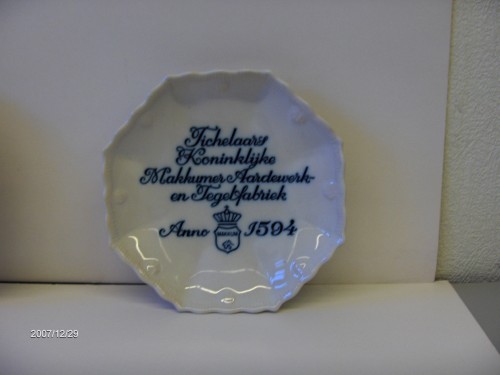 Tichelaars
Koninklijke
Makkumer Aardewerk-
en Tegelfabriek
Anno 1594
2007/12/29